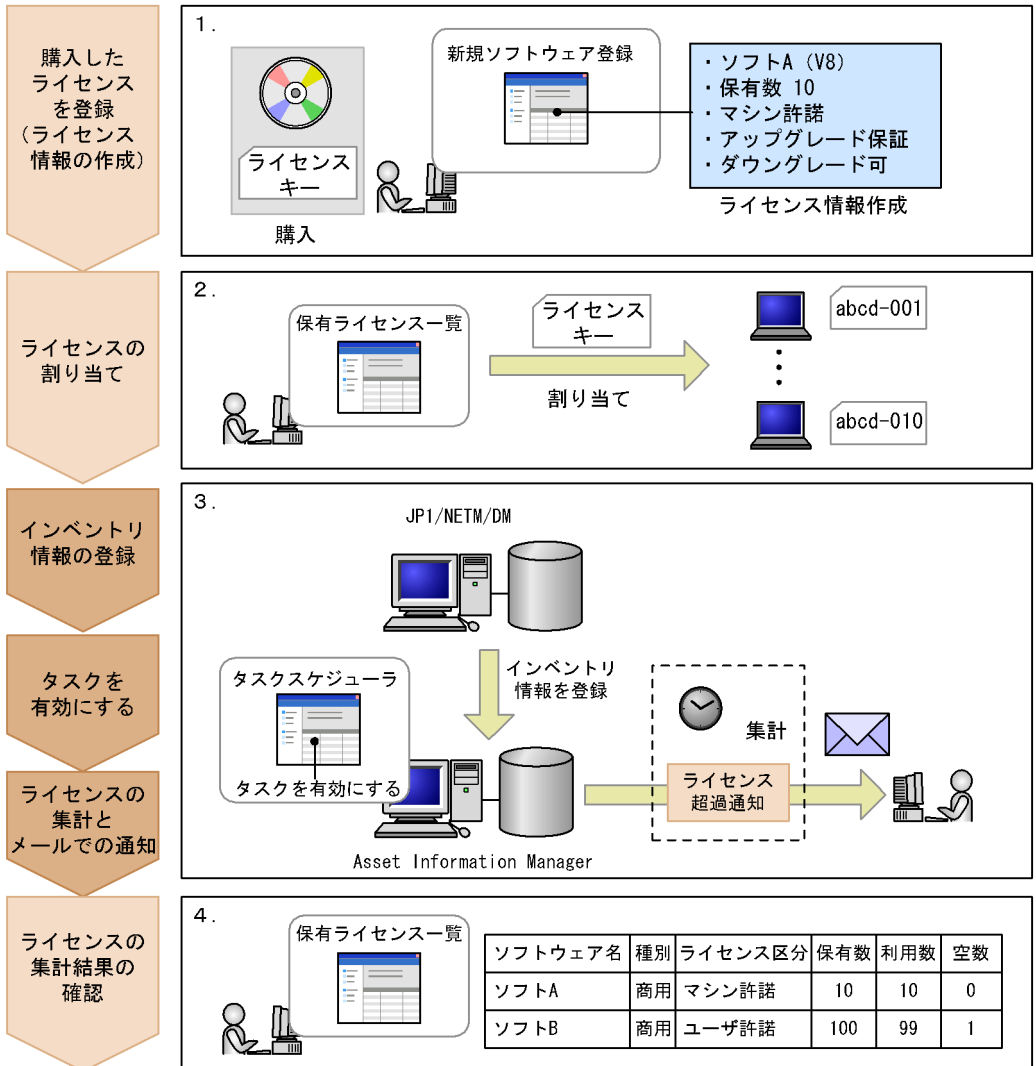 購入した
ライセンス
を登録
(ライセンス
情報の作成)
1.
新規ソフトウェア登録
ライセンス
キー
購入
・ソフトA (V8)
・保有数 10
・マシン許諾
・アップグレード保証
・ダウングレード可
ライセンス情報作成
ライセンスの
割り当て
2.
保有ライセンス一覧
ライセンス
キー
割り当て
abcd-001
abcd-010
インベントリ
情報の登録
タスクを
有効にする
ライセンスの
集計と
メールでの通知
3.
JP1/NETM/DM
インベントリ
情報を登録
タスクスケジューラ
タスクを有効にする
Asset Information Manager
集計
ライセンス
超過通知
ライセンスの
集計結果の
確認
4.
保有ライセンス一覧
ソフトウェア名 種別 ライセンス区分 保有数 利用数 空数
ソフトA 商用 マシン許諾 10 10 0
ソフトB 商用 ユーザ許諾 100 99 1